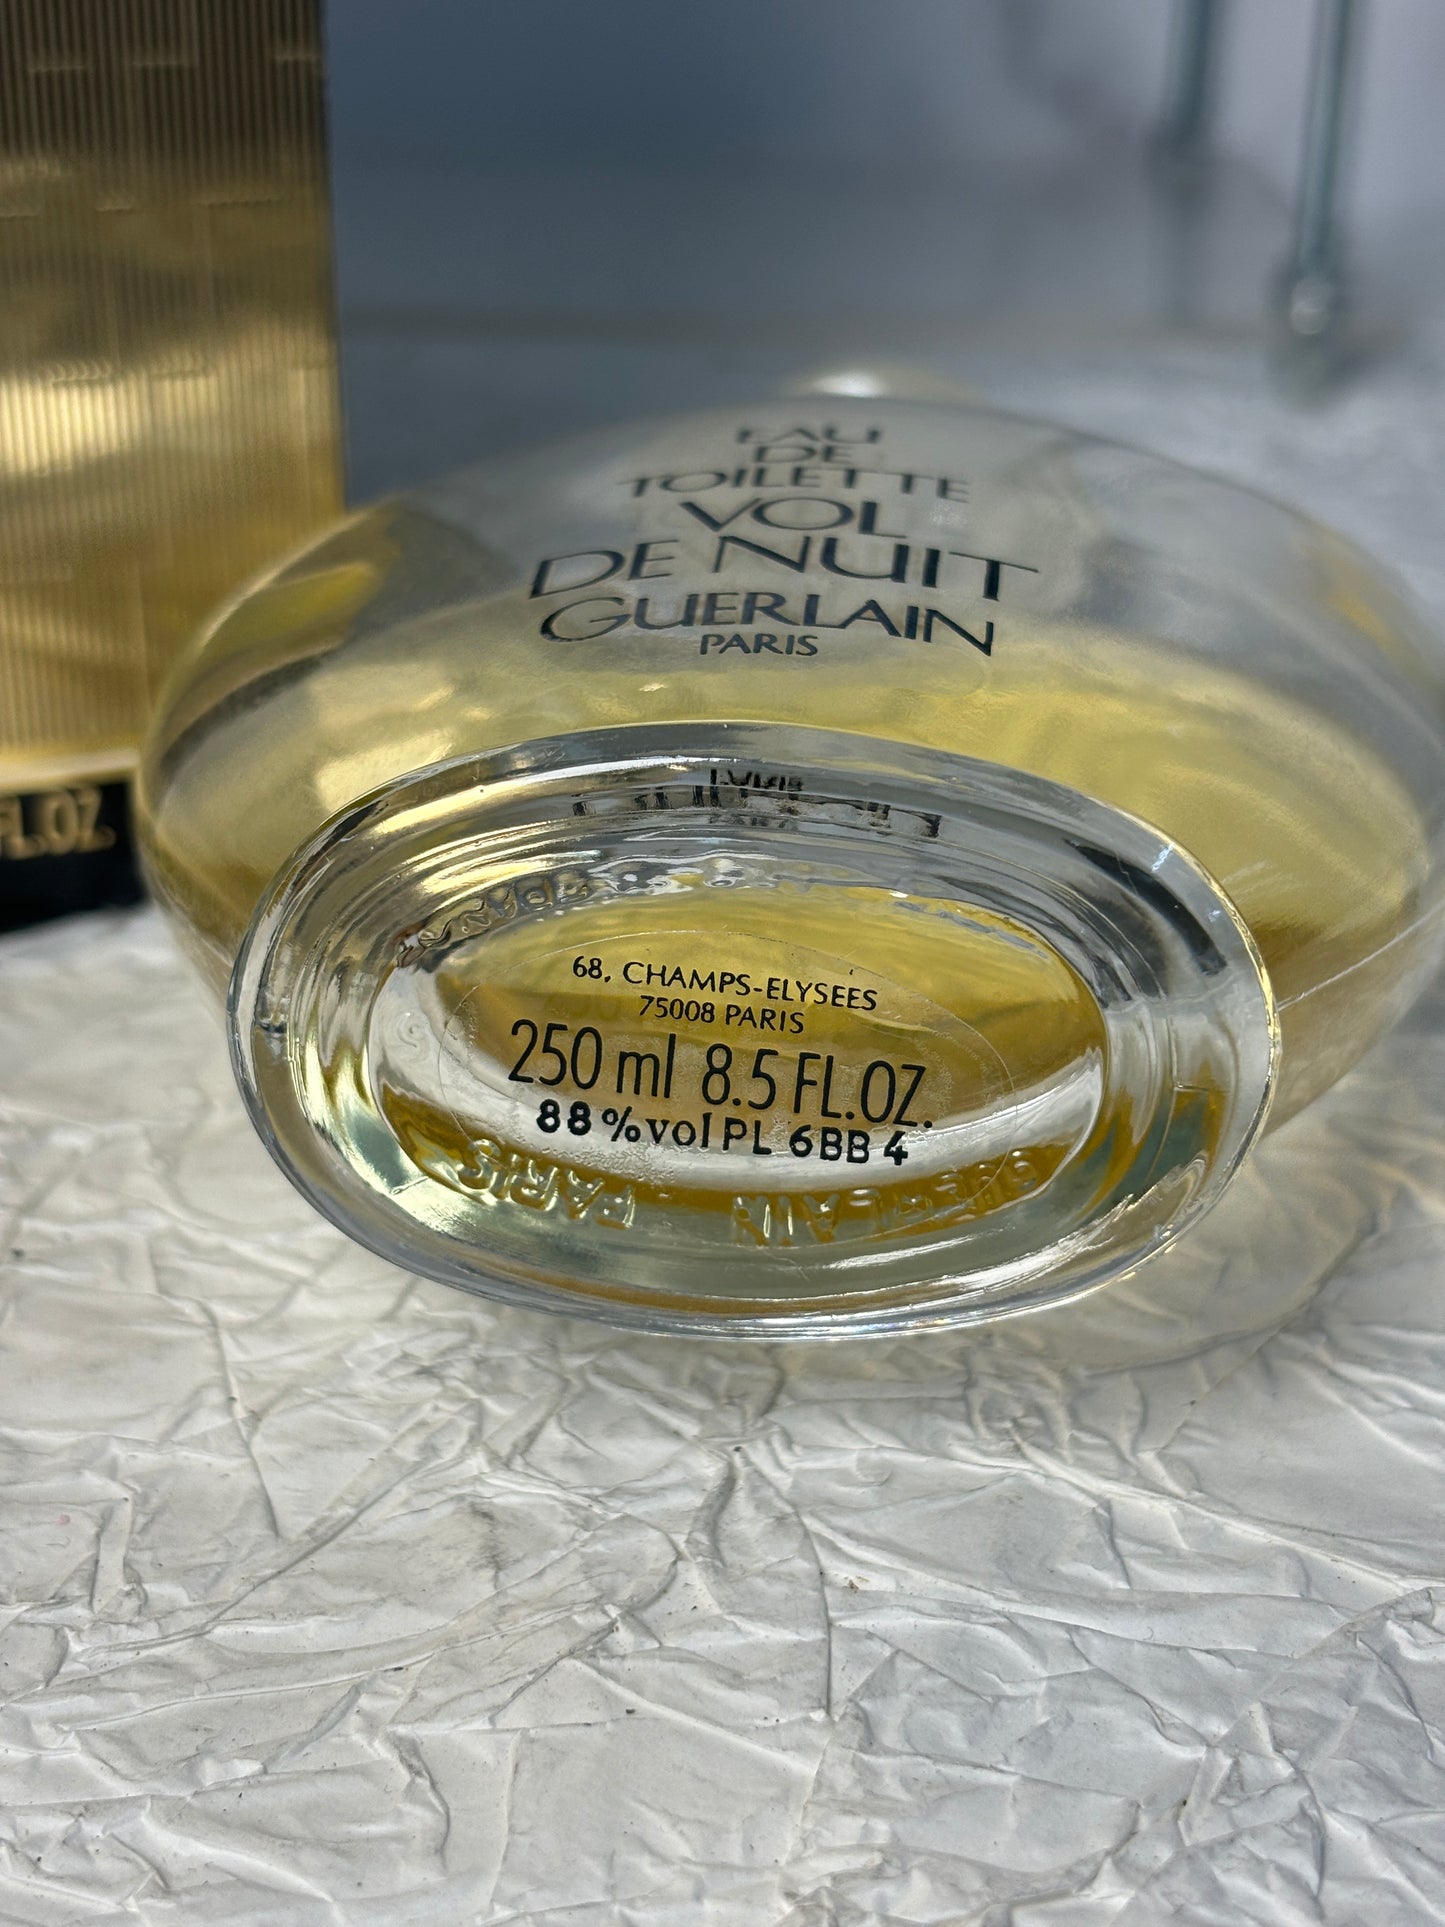 EAU
DE
TOILETTE
VOL
DE NUIT
GUERLAIN
PARIS
FL.OZ.
68, CHAMPS-ELYSEES
75008 PARIS
250 ml 8.5 FL.OZ.
88%vol PL 6BB 4
GUERLAIN PARIS